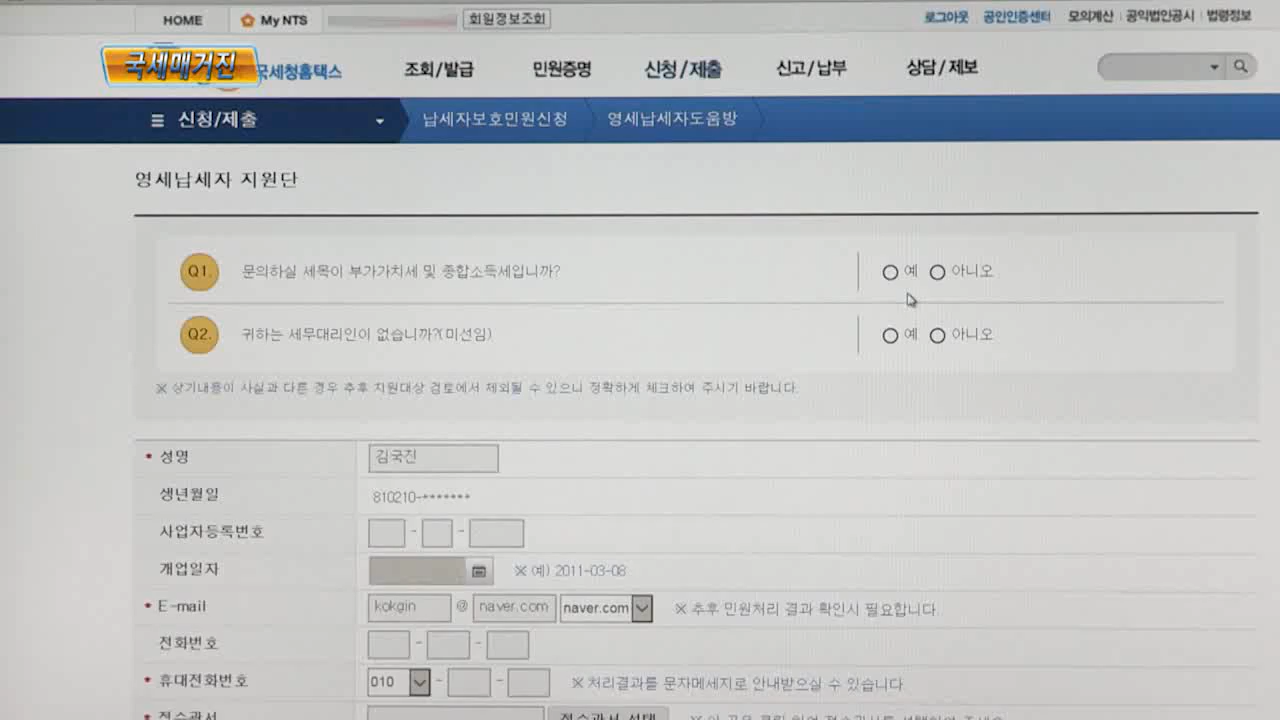 HOME My NTS 회원정보조회 로그아웃 공인인증센터 모의계산 공익법인공시 법령정보
국세매거진 국세청홈택스 조회/발급 민원증명 신청/제출 신고/납부 상담/제보
신청/제출 납세자보호민원신청 영세납세자도움방
영세납세자 지원단
Q1. 문의하실 세목이 부가가치세 및 종합소득세입니까? 예 아니오
Q2. 귀하는 세무대리인이 없습니까?(미선임) 예 아니오
※ 상기내용이 사실과 다른 경우 추후 지원대상 검토에서 제외될 수 있으니 정확하게 체크하여 주시기 바랍니다.
* 성명 김국진
생년월일 810210-*******
사업자등록번호 - -
개업일자 ※ 예) 2011-03-08
* E-mail kokgin @ naver.com naver.com ※ 추후 민원처리 결과 확인시 필요합니다.
전화번호 - -
* 휴대전화번호 010 - - ※ 처리결과를 문자메세지로 안내받으실 수 있습니다
* 접수관서 접수관서 선택